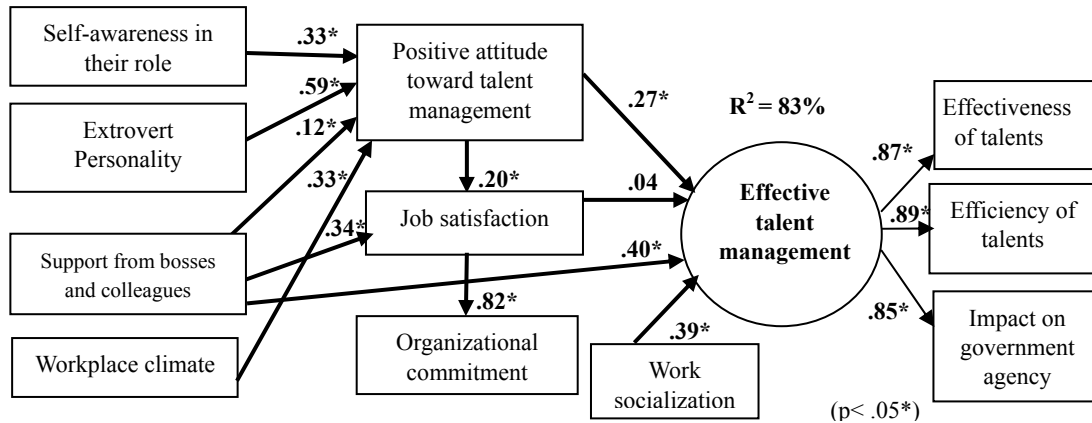 Self-awareness in
their role
.33*
Positive attitude
toward talent
management
.27*
R² = 83%
Effectiveness
of talents
.87*
Extrovert
Personality
.59*
.12*
.33*
.20*
.04
Job satisfaction
Effective
talent
management
.89*
Efficiency of
talents
Support from bosses
and colleagues
.34*
.40*
.82*
.85*
Workplace climate
Organizational
commitment
.39*
Work
socialization
Impact on
government
agency
(p< .05*)